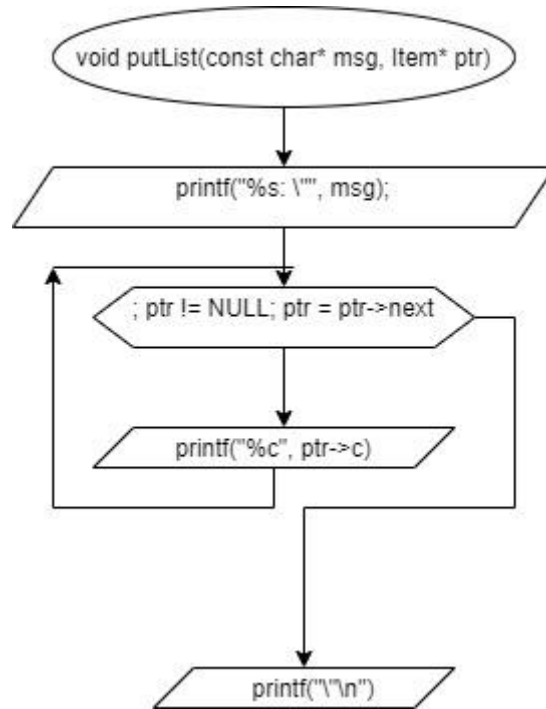 void putList(const char* msg, Item* ptr)
printf("%s: \"", msg);
; ptr != NULL; ptr = ptr->next
printf("%c", ptr->c)
printf("\"\n")